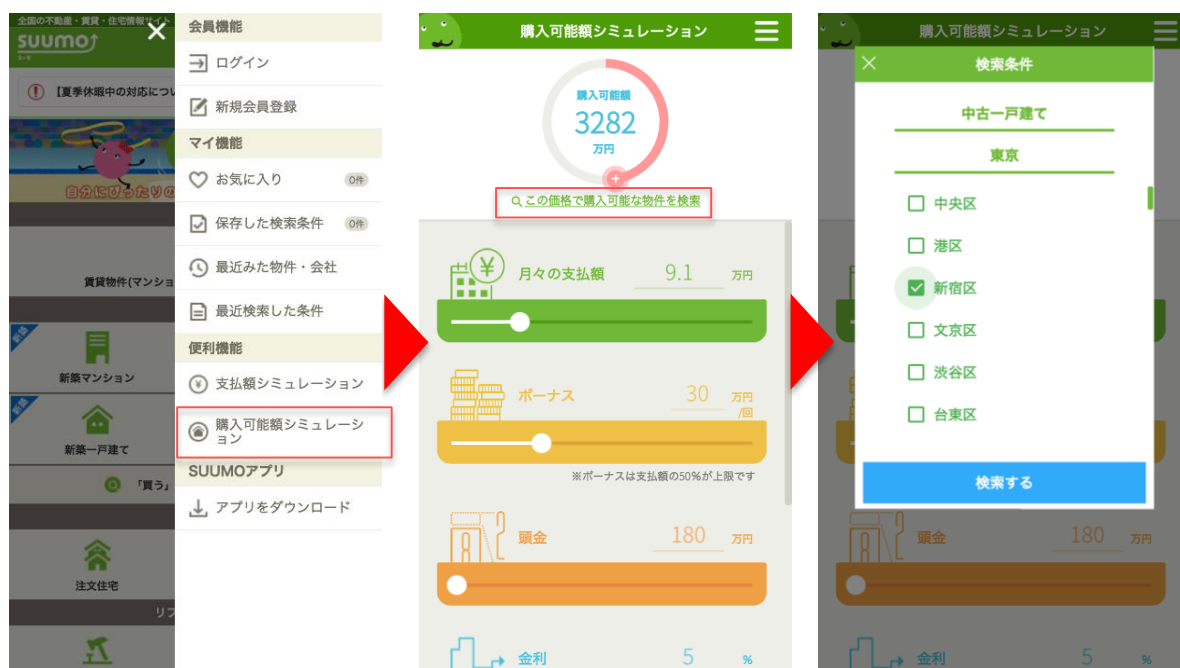 全国の不動産・賃貸・住宅情報サイト
suumo
スーモ
【夏季休暇中の対応につい
自分にぴったりの
賃貸物件(マンショ
新築
新築マンション
新築
新築一戸建て
「買う」
注文住宅
リフ
会員機能
ログイン
新規会員登録
マイ機能
お気に入り 0件
保存した検索条件 0件
最近みた物件・会社
最近検索した条件
便利機能
支払額シミュレーション
購入可能額シミュレーシ
ョン
SUUMOアプリ
アプリをダウンロード
購入可能額シミュレーション
購入可能額
3282
万円
この価格で購入可能な物件を検索
月々の支払額 9.1 万円
ボーナス 30 万円
/回
※ボーナスは支払額の50%が上限です
頭金 180 万円
金利 5 %
購入可能額シミュレーション
検索条件
中古一戸建て
東京
中央区
港区
新宿区
文京区
渋谷区
台東区
検索する
頭金 180 万円
金利 5 %